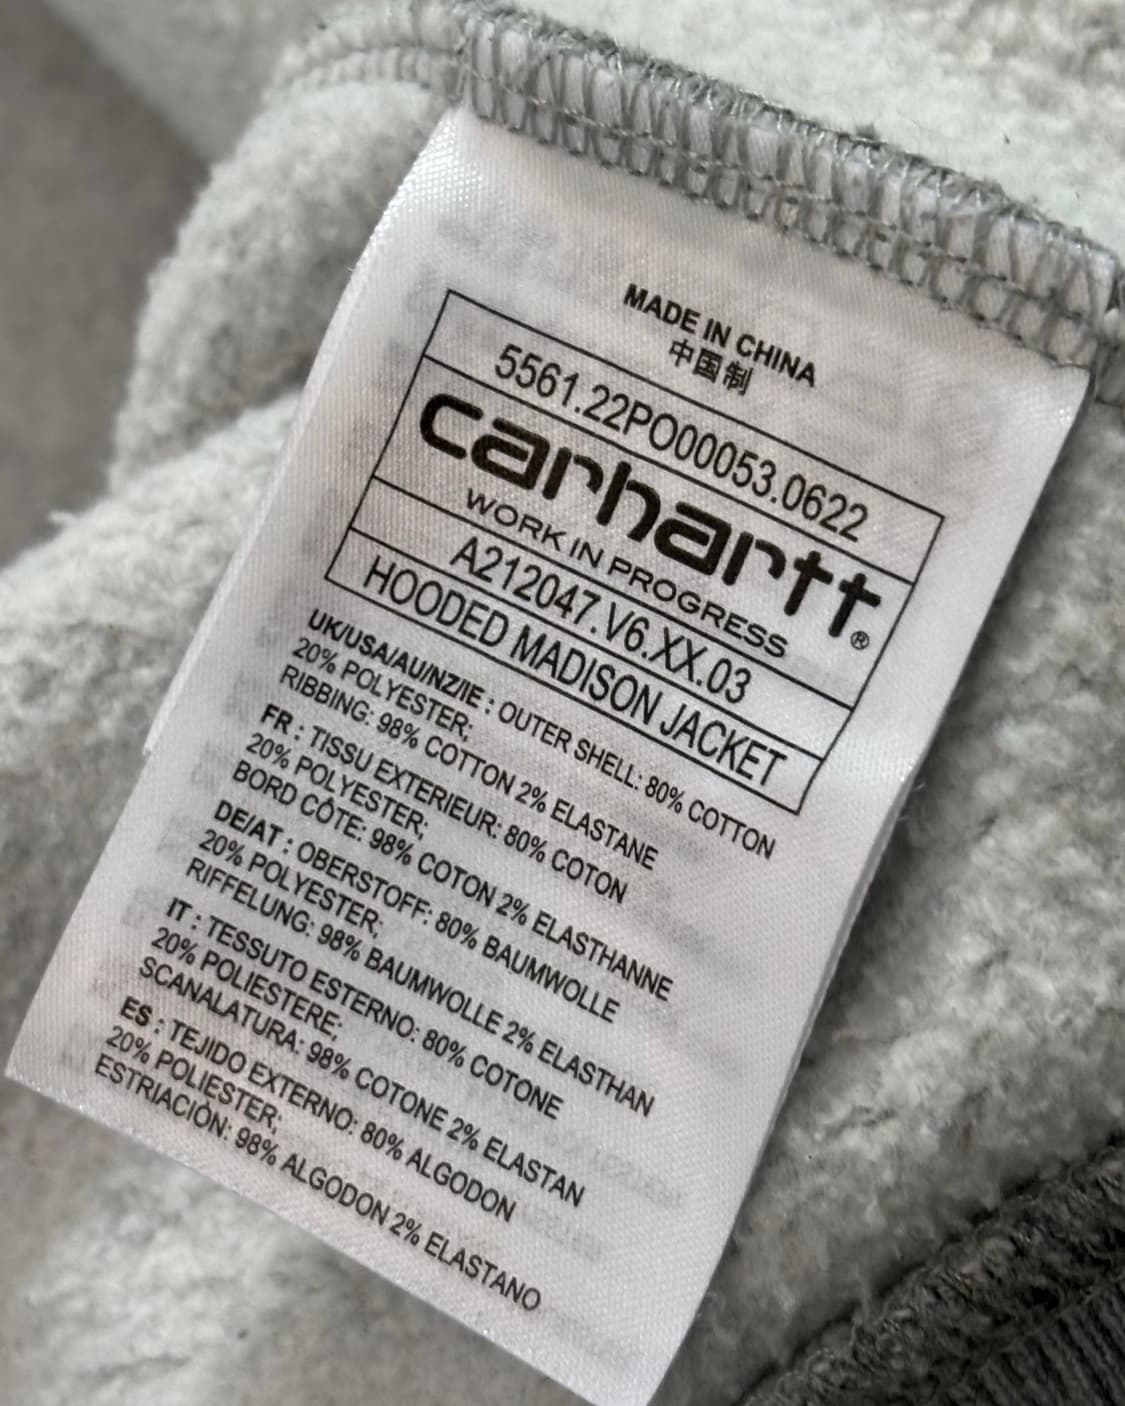 MADE IN CHINA
中国制
5561.22PO00053.0622
carhartt®
WORK IN PROGRESS
A212047.V6.XX.03
HOODED MADISON JACKET
UK/USA/AU/NZ/IE : OUTER SHELL: 80% COTTON
20% POLYESTER;
RIBBING: 98% COTTON 2% ELASTANE
FR : TISSU EXTERIEUR: 80% COTON
20% POLYESTER;
BORD CÔTE: 98% COTON 2% ELASTHANNE
DE/AT : OBERSTOFF: 80% BAUMWOLLE
20% POLYESTER;
RIFFELUNG: 98% BAUMWOLLE 2% ELASTHAN
IT : TESSUTO ESTERNO: 80% COTONE
20% POLIESTERE;
SCANALATURA: 98% COTONE 2% ELASTAN
ES : TEJIDO EXTERNO: 80% ALGODON
20% POLIESTER;
ESTRIACIÓN: 98% ALGODON 2% ELASTANO